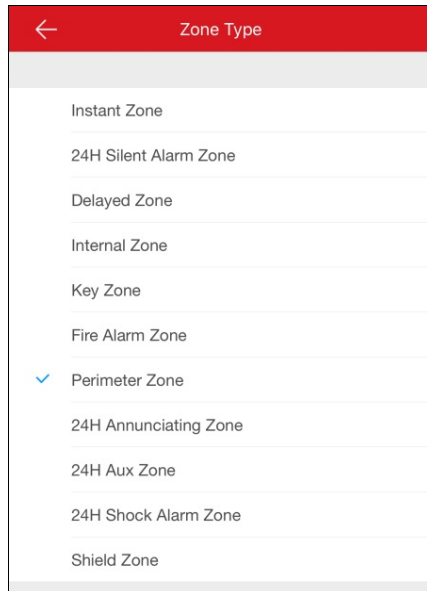 Zone Type
Instant Zone
24H Silent Alarm Zone
Delayed Zone
Internal Zone
Key Zone
Fire Alarm Zone
Perimeter Zone
24H Annunciating Zone
24H Aux Zone
24H Shock Alarm Zone
Shield Zone